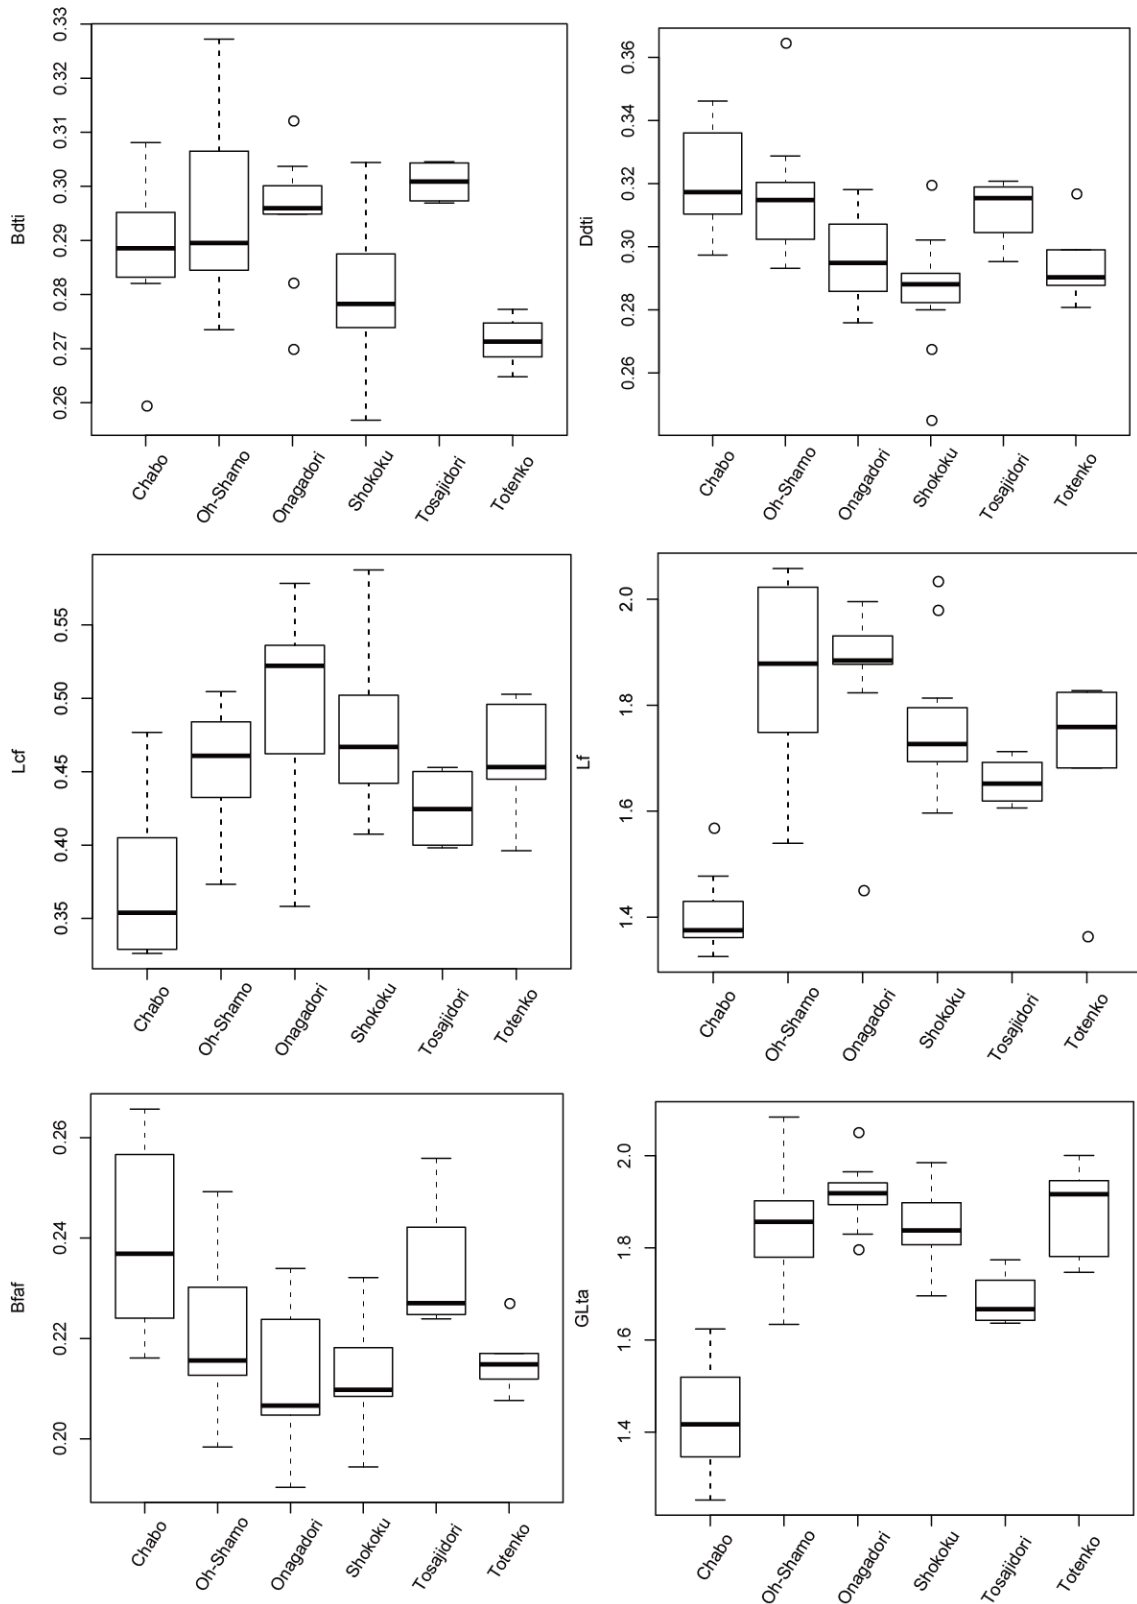 Bdti
0.33
0.32
0.31
0.30
0.29
0.28
0.27
0.26
Chabo
Oh-Shamo
Onagadori
Shokoku
Tosajidori
Totenko
Ddti
0.36
0.34
0.32
0.30
0.28
0.26
Chabo
Oh-Shamo
Onagadori
Shokoku
Tosajidori
Totenko
Lcf
0.55
0.50
0.45
0.40
0.35
Chabo
Oh-Shamo
Onagadori
Shokoku
Tosajidori
Totenko
Lf
2.0
1.8
1.6
1.4
Chabo
Oh-Shamo
Onagadori
Shokoku
Tosajidori
Totenko
Bfaf
0.26
0.24
0.22
0.20
Chabo
Oh-Shamo
Onagadori
Shokoku
Tosajidori
Totenko
GLta
2.0
1.8
1.6
1.4
Chabo
Oh-Shamo
Onagadori
Shokoku
Tosajidori
Totenko